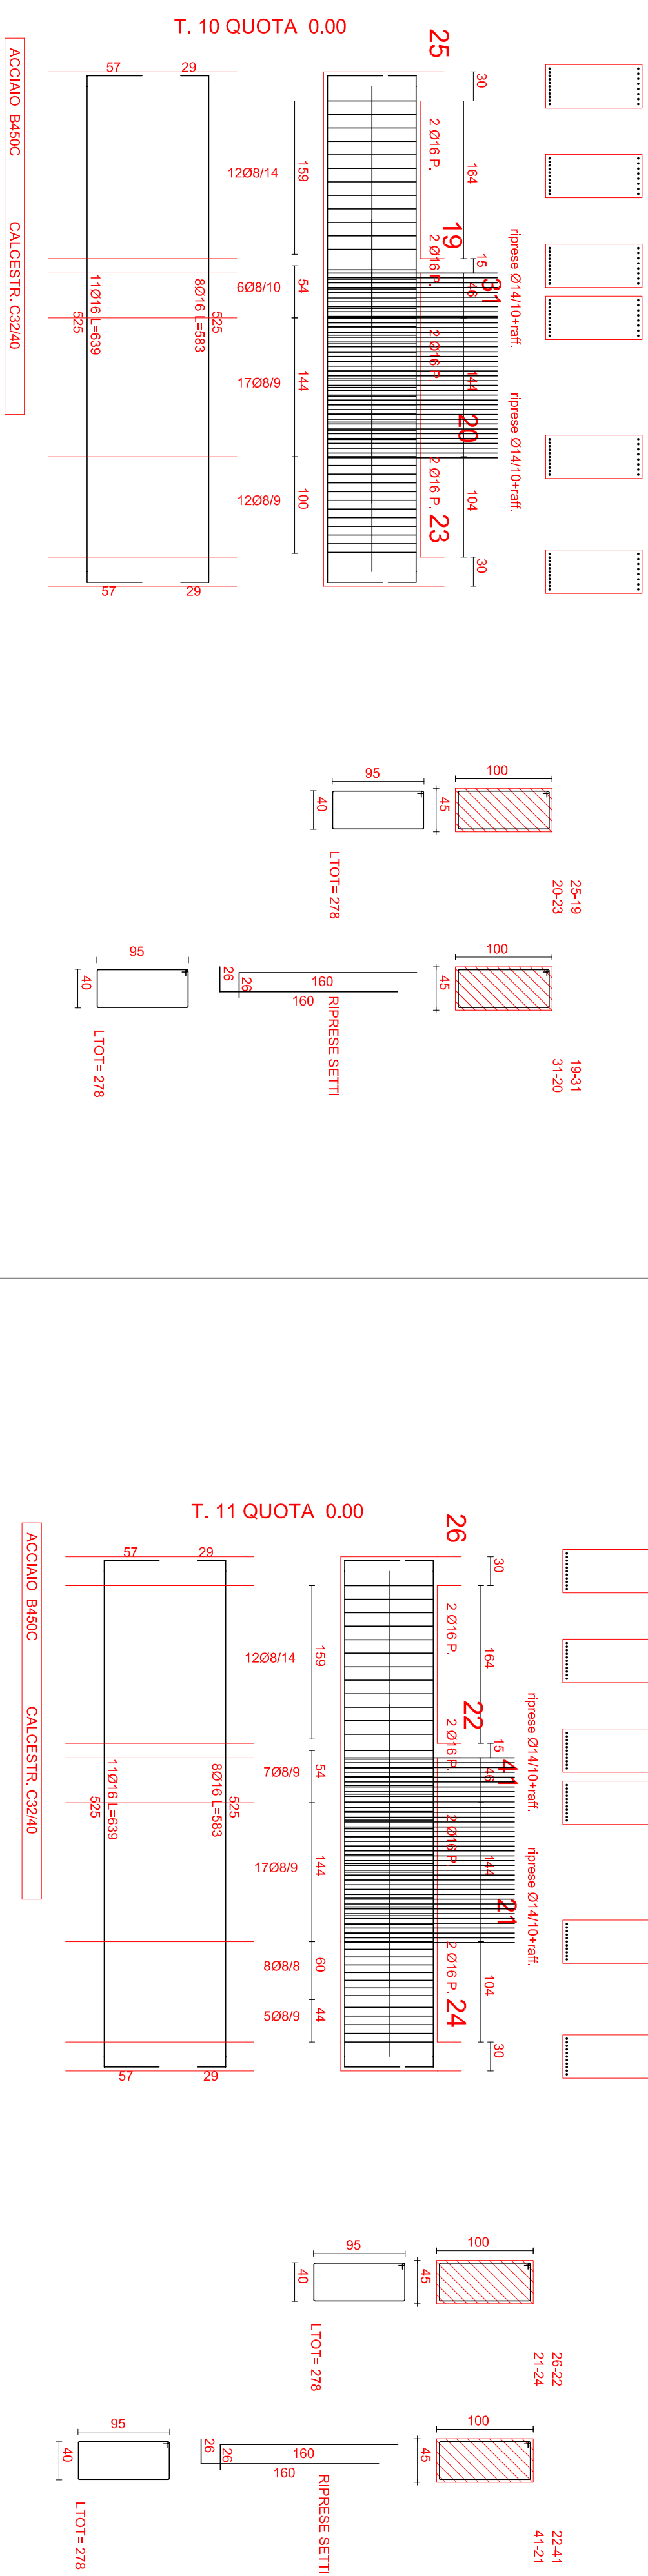 T. 10 QUOTA 0.00
25
30
2 Ø16 P.
164
19
2 Ø16 P.
15
31
46
riprese Ø14/10+raff.
2 Ø16 P.
144
20
riprese Ø14/10+raff.
2 Ø16 P.
23
104
30
12Ø8/14
159
6Ø8/10
54
17Ø8/9
144
12Ø8/9
100
57
29
8Ø16 L=583
525
11Ø16 L=639
525
57
29
ACCIAIO B450C CALCESTR. C32/40
100
45
95
40
LTOT= 278
25-19
20-23
100
45
160
26
26
160
RIPRESE SETTI
95
40
LTOT= 278
19-31
31-20
T. 11 QUOTA 0.00
26
30
2 Ø16 P.
164
22
2 Ø16 P.
15
41
46
riprese Ø14/10+raff.
2 Ø16 P.
144
21
riprese Ø14/10+raff.
2 Ø16 P.
24
104
30
12Ø8/14
159
7Ø8/9
54
17Ø8/9
144
8Ø8/8
60
5Ø8/9
44
57
29
8Ø16 L=583
525
11Ø16 L=639
525
57
29
ACCIAIO B450C CALCESTR. C32/40
100
45
95
40
LTOT= 278
26-22
21-24
100
45
160
26
26
160
RIPRESE SETTI
95
40
LTOT= 278
22-41
41-21